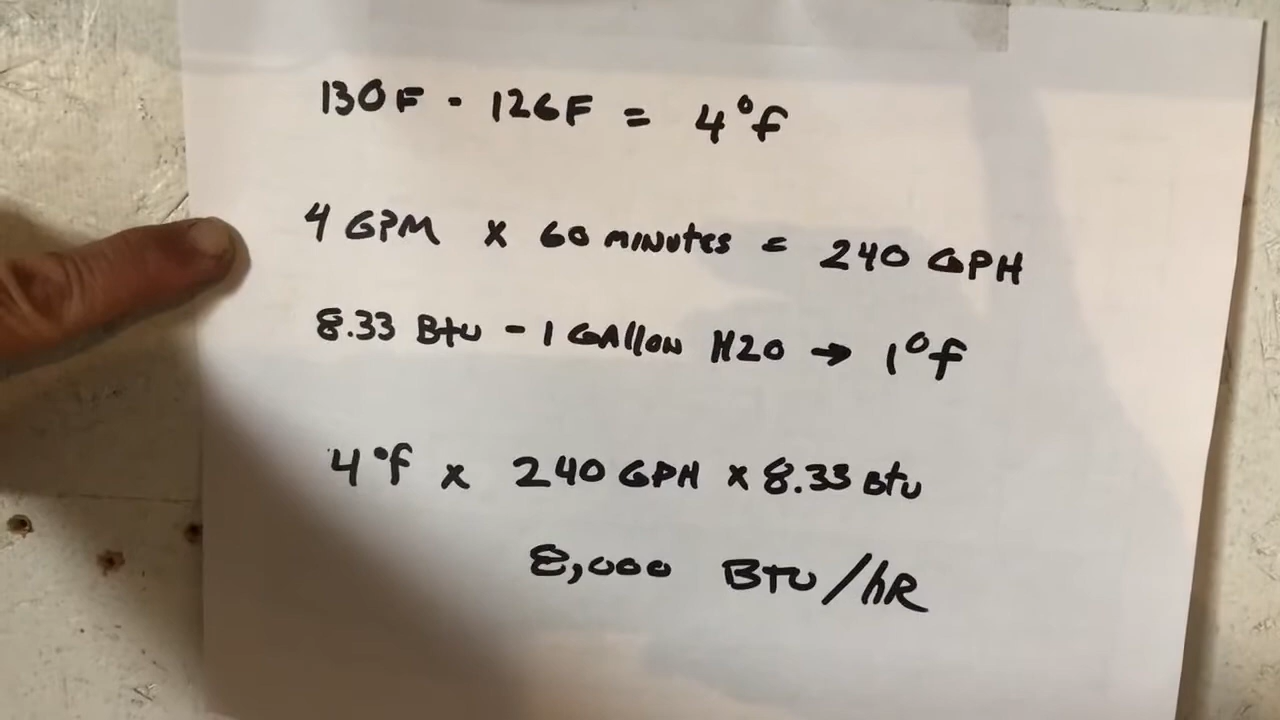 130F - 126F = 4°f
4 GPM x 60 minutes = 240 GPH
8.33 Btu - 1 GAllon H2O → 1°f
4°f x 240 GPH x 8.33 Btu
8,000 BTU/hR